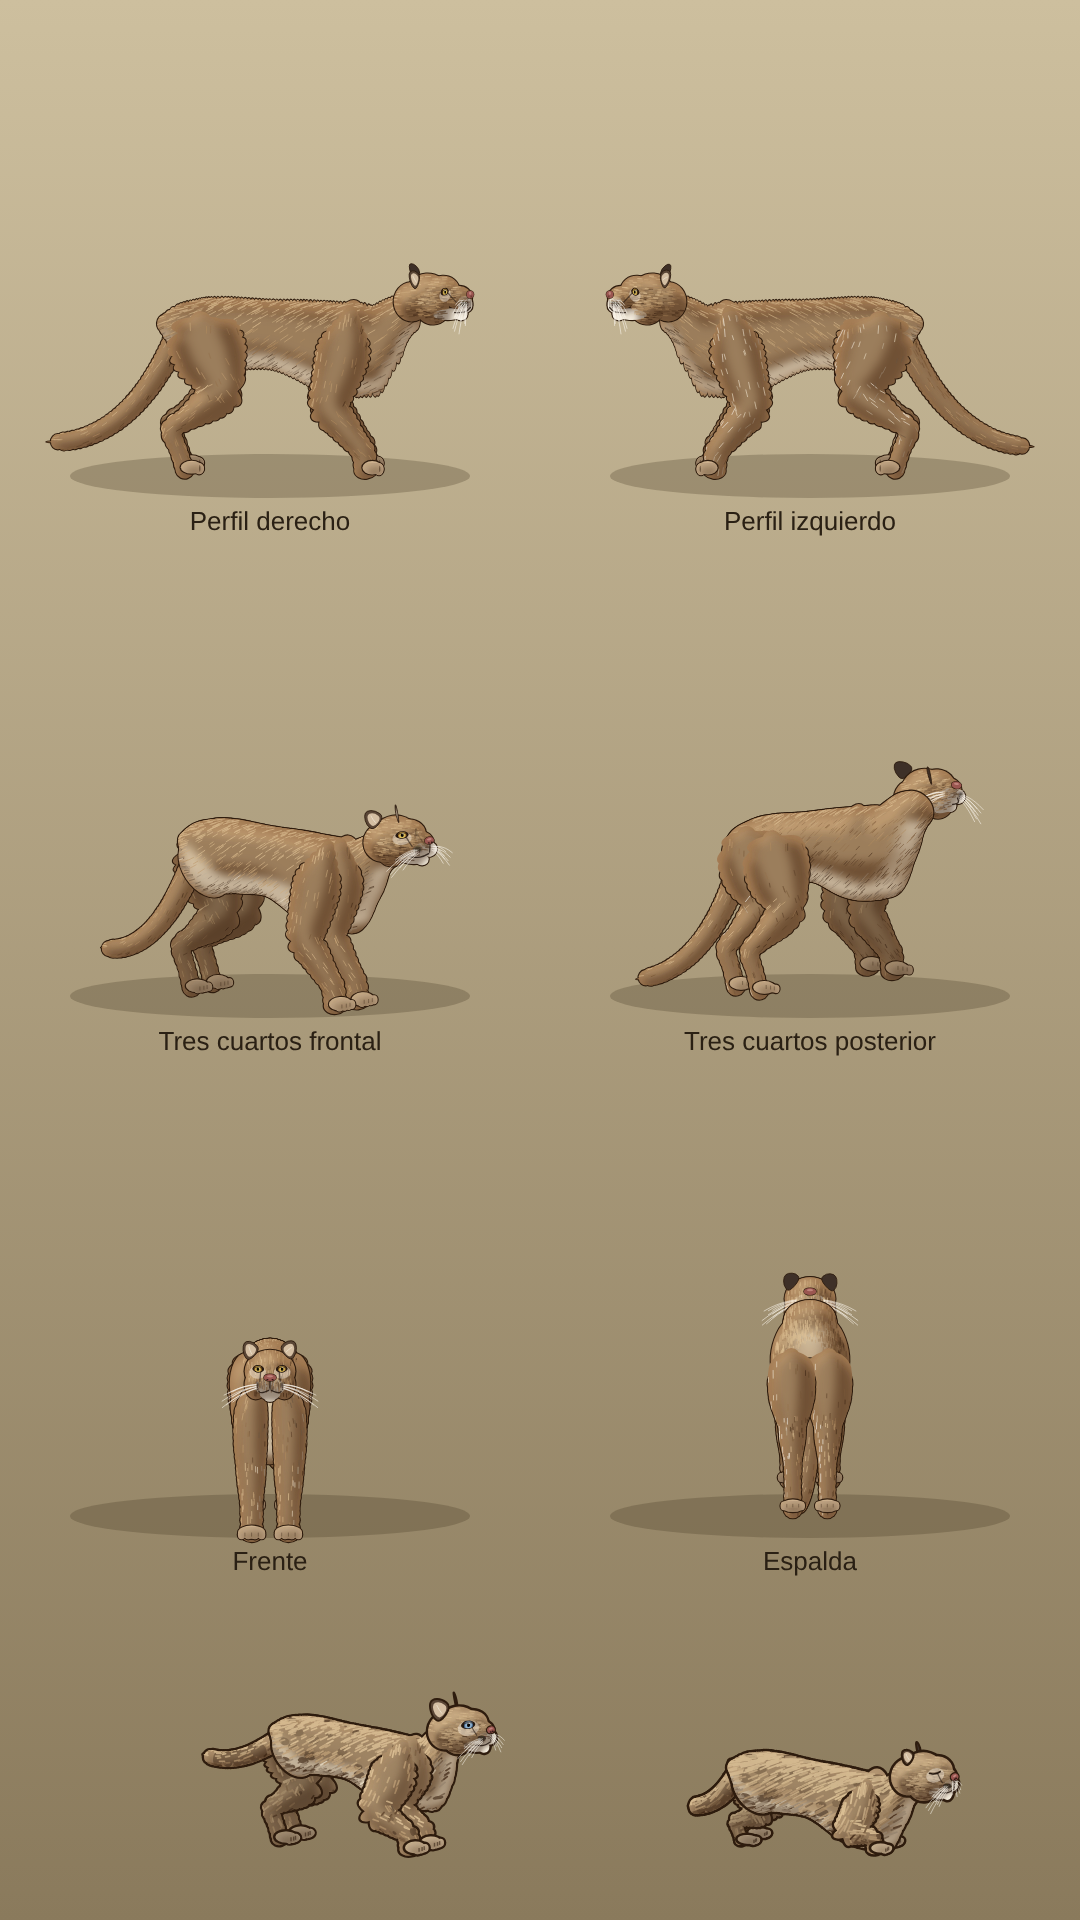 Perfil derecho
Perfil izquierdo
Tres cuartos frontal
Tres cuartos posterior
Frente
Espalda